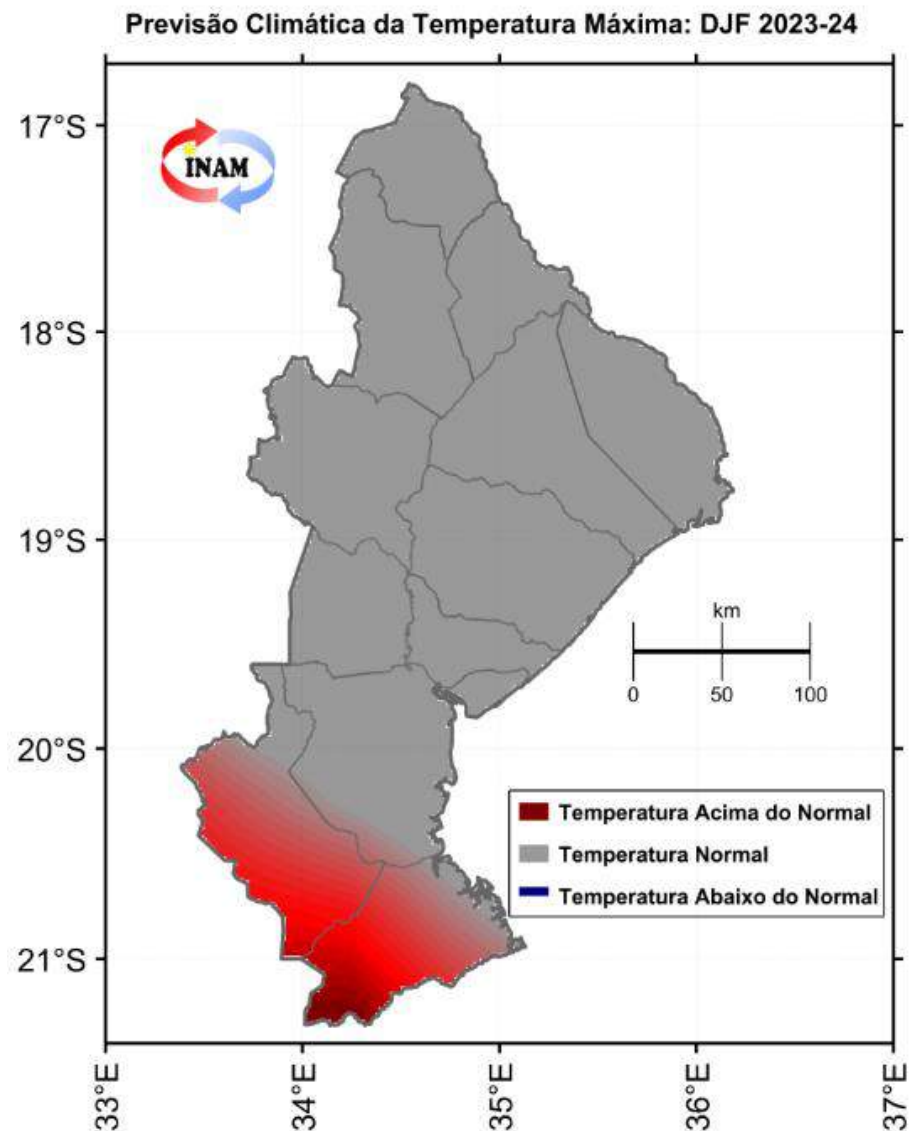 Previsão Climática da Temperatura Máxima: DJF 2023-24
17°S
INAM
18°S
19°S
km
0 50 100
20°S
Temperatura Acima do Normal
Temperatura Normal
Temperatura Abaixo do Normal
21°S
33°E 34°E 35°E 36°E 37°E